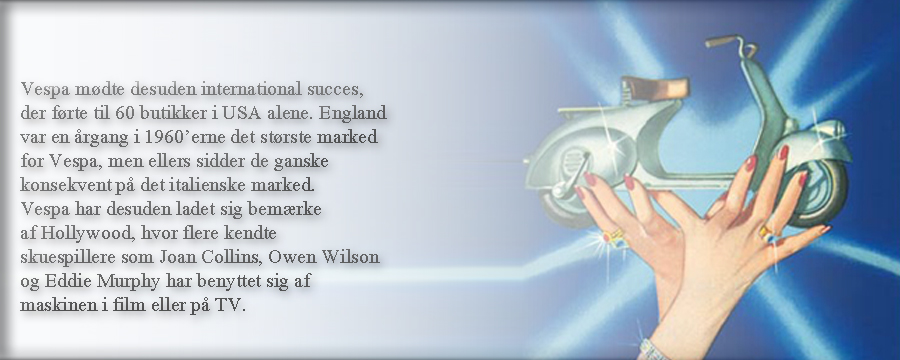 Vespa mødte desuden international succes,
der førte til 60 butikker i USA alene. England
var en årgang i 1960’erne det største marked
for Vespa, men ellers sidder de ganske
konsekvent på det italienske marked.
Vespa har desuden ladet sig bemærke
af Hollywood, hvor flere kendte
skuespillere som Joan Collins, Owen Wilson
og Eddie Murphy har benyttet sig af
maskinen i film eller på TV.